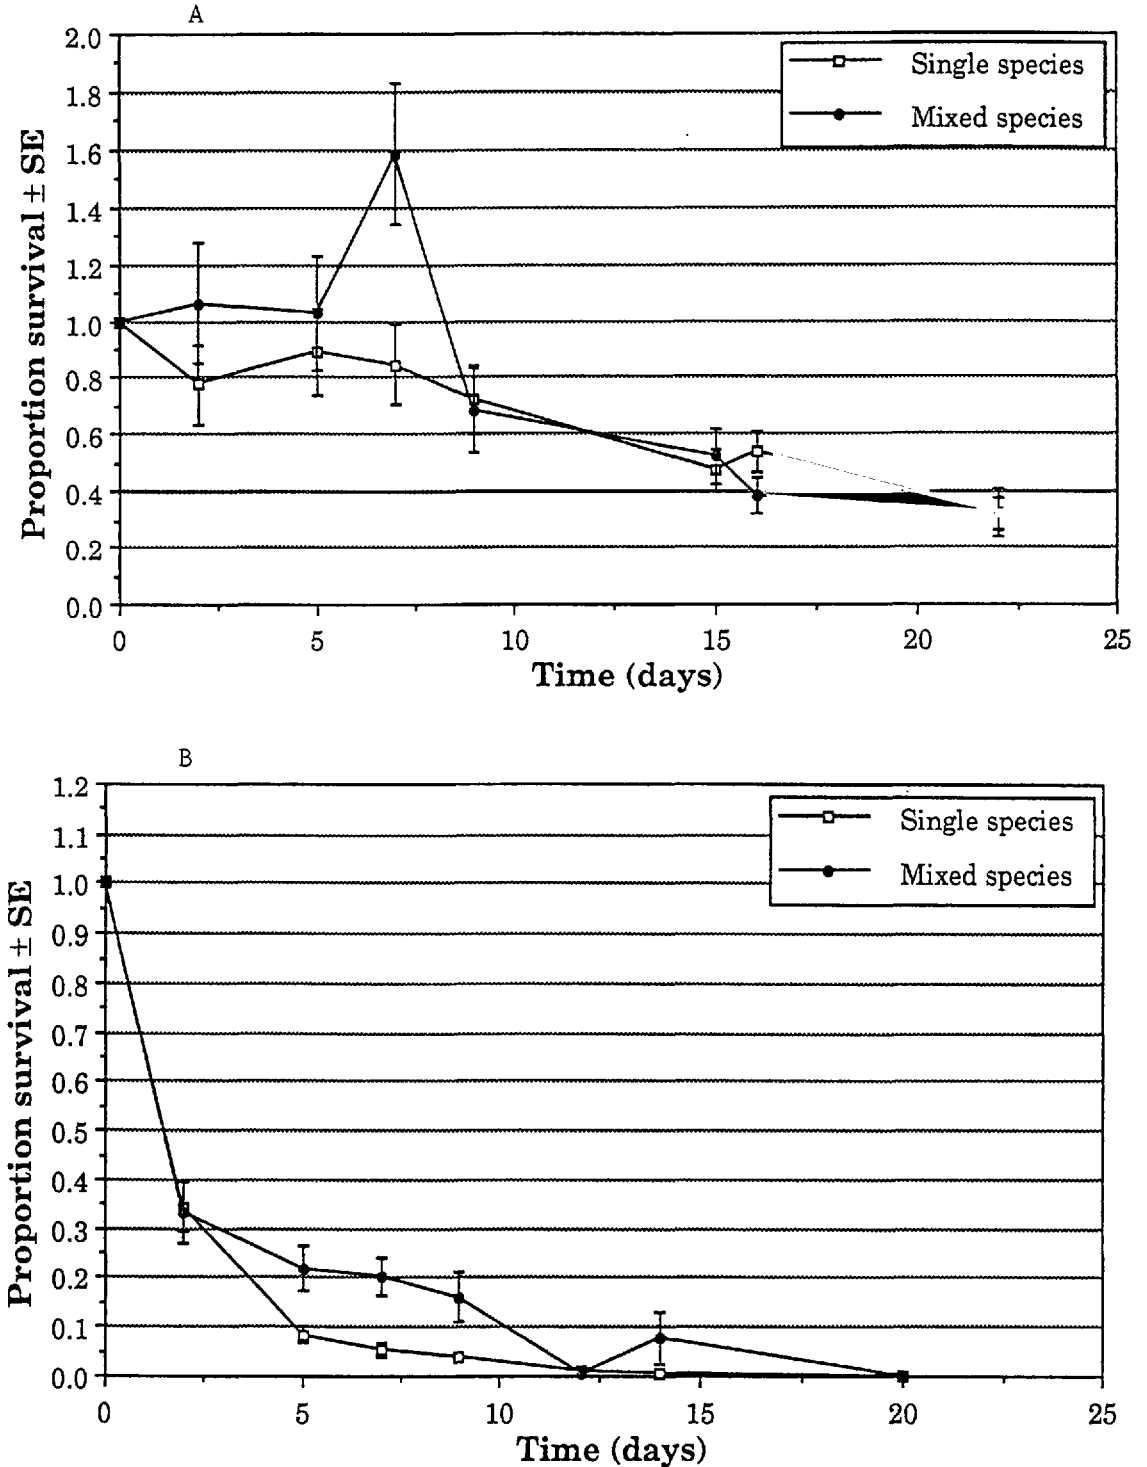 A
2.0
1.8
1.6
1.4
1.2
1.0
0.8
0.6
0.4
0.2
0.0
Proportion survival ± SE
Single species
Mixed species
0 5 10 15 20 25
Time (days)
B
1.2
1.1
1.0
0.9
0.8
0.7
0.6
0.5
0.4
0.3
0.2
0.1
0.0
Proportion survival ± SE
Single species
Mixed species
0 5 10 15 20 25
Time (days)